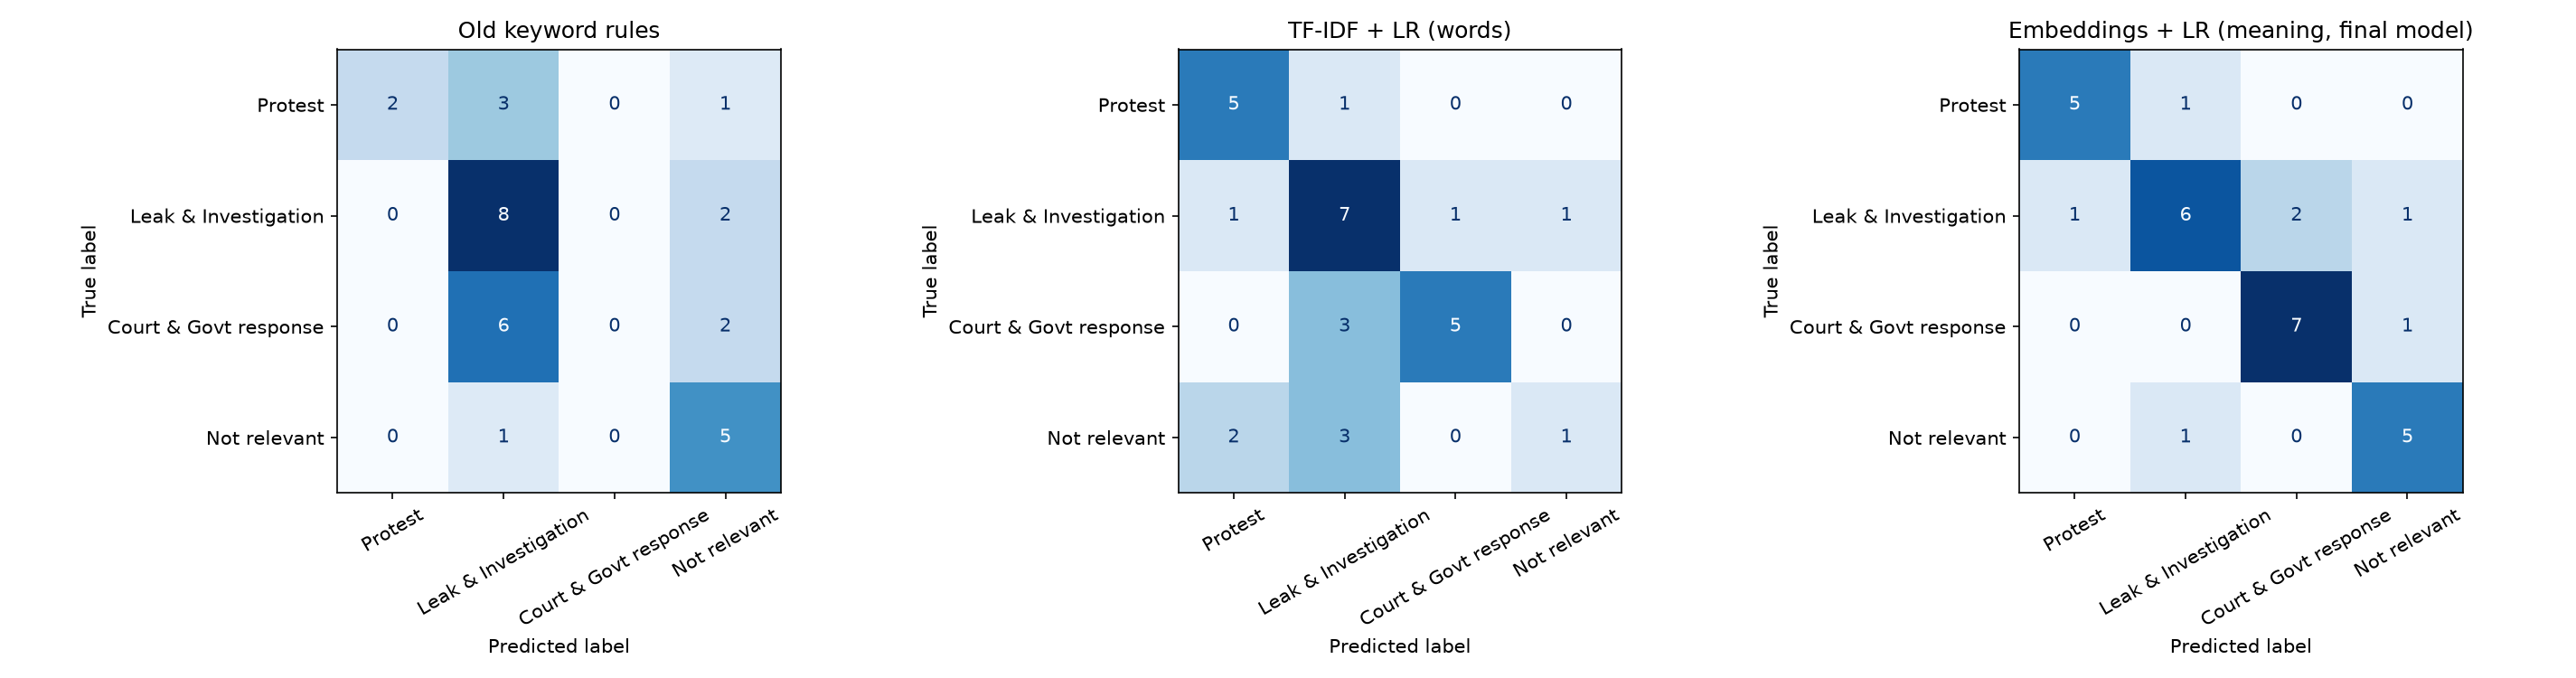 Old keyword rules
Protest 2 3 0 1
Leak & Investigation 0 8 0 2
Court & Govt response 0 6 0 2
Not relevant 0 1 0 5
True label
Protest
Leak & Investigation
Court & Govt response
Not relevant
Predicted label
TF-IDF + LR (words)
Protest 5 1 0 0
Leak & Investigation 1 7 1 1
Court & Govt response 0 3 5 0
Not relevant 2 3 0 1
True label
Protest
Leak & Investigation
Court & Govt response
Not relevant
Predicted label
Embeddings + LR (meaning, final model)
Protest 5 1 0 0
Leak & Investigation 1 6 2 1
Court & Govt response 0 0 7 1
Not relevant 0 1 0 5
True label
Protest
Leak & Investigation
Court & Govt response
Not relevant
Predicted label